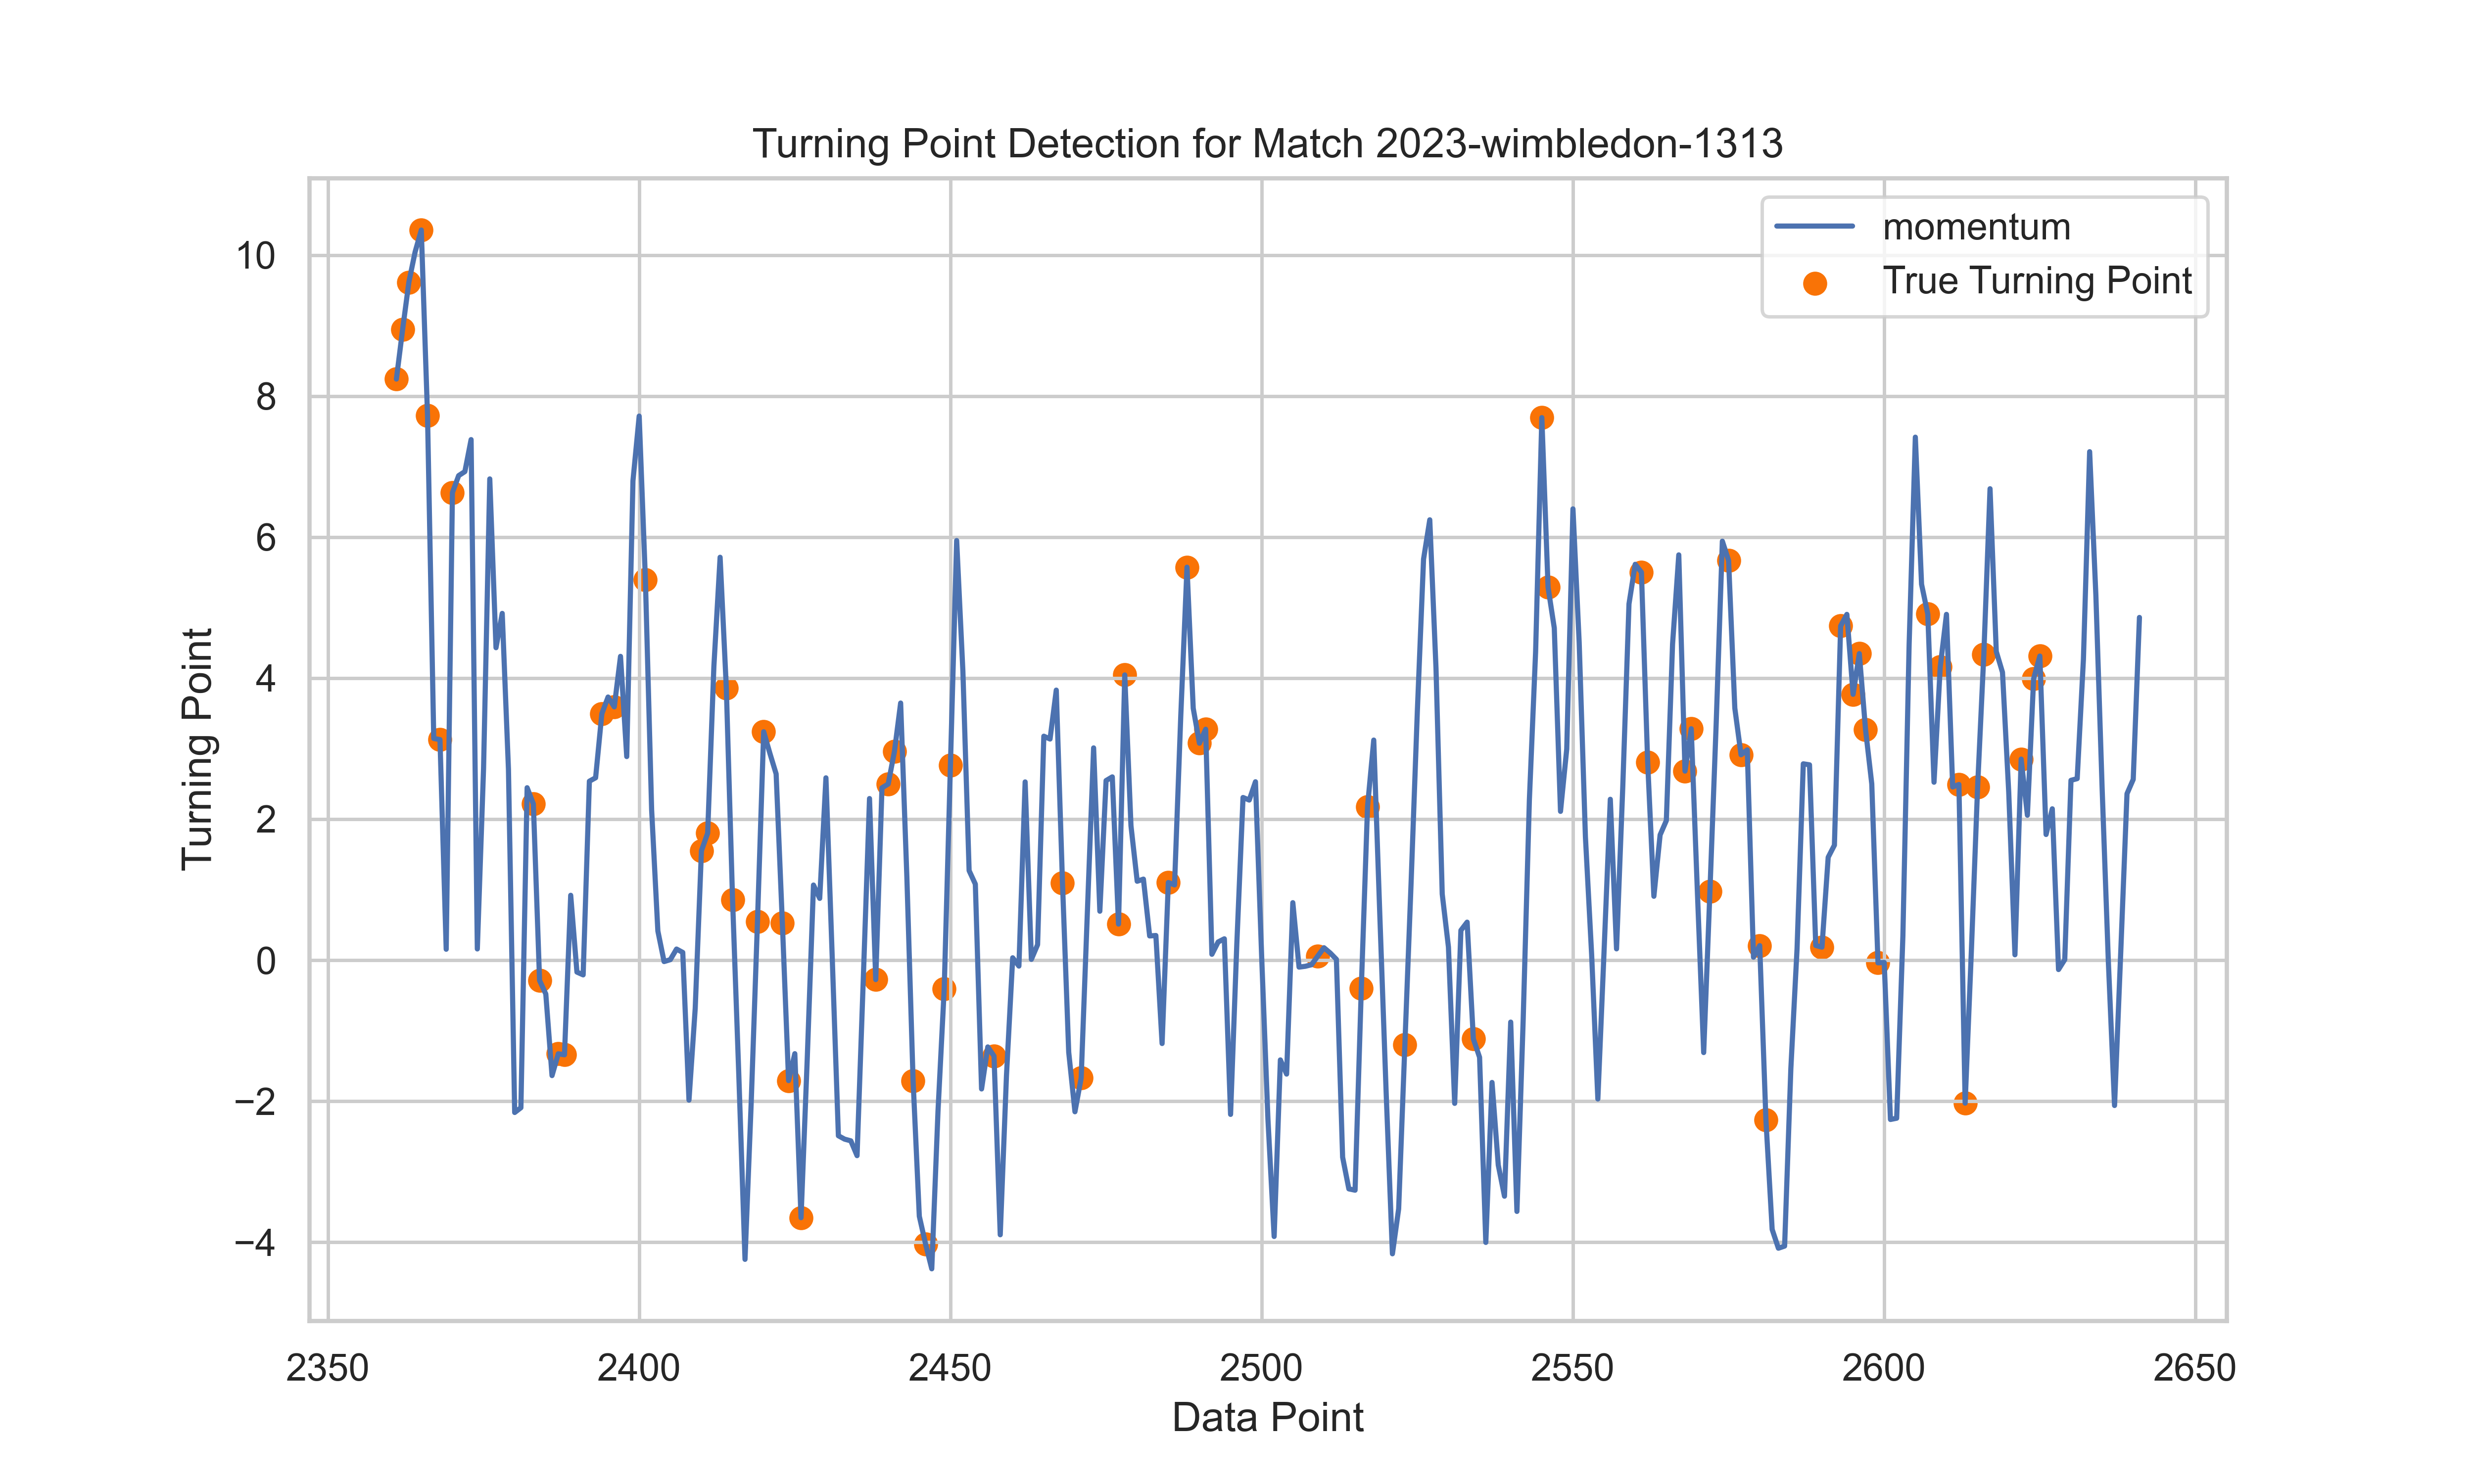 Turning Point Detection for Match 2023-wimbledon-1313
momentum
True Turning Point
Turning Point
10
8
6
4
2
0
−2
−4
2350 2400 2450 2500 2550 2600 2650
Data Point